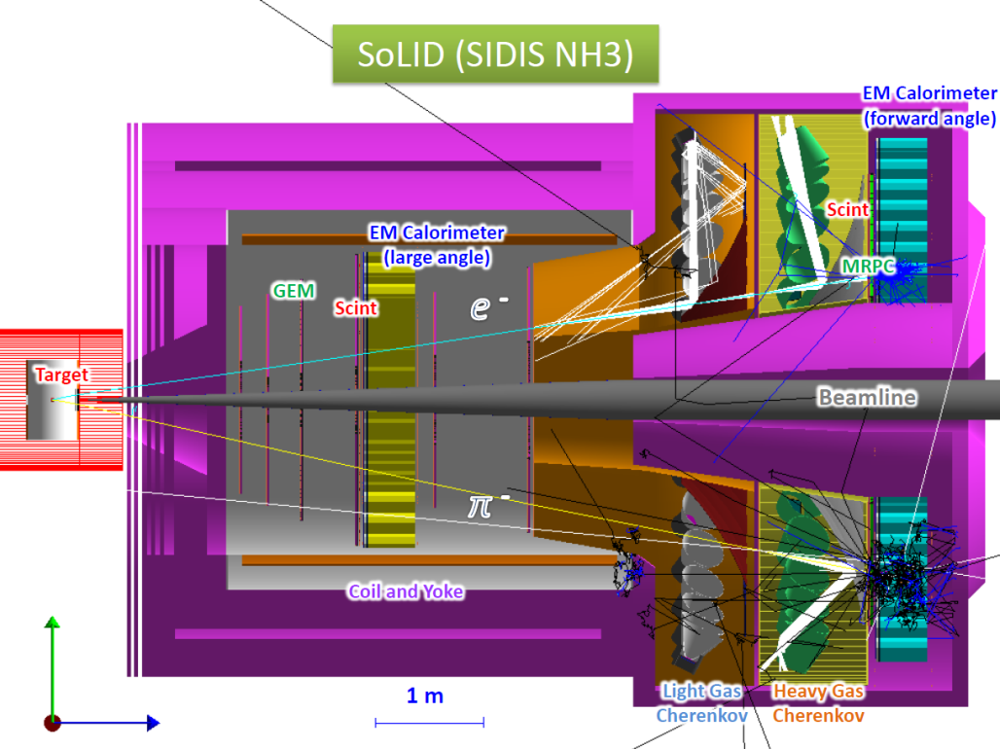 SoLID (SIDIS NH3)
EM Calorimeter
(forward angle)
EM Calorimeter
(large angle)
GEM
Scint
e⁻
Scint
MRPC
Target
Beamline
π⁻
Coil and Yoke
1 m
Light Gas
Cherenkov
Heavy Gas
Cherenkov